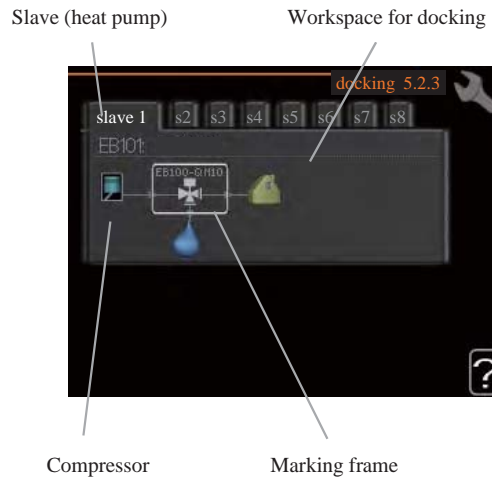 Slave (heat pump) Workspace for docking
docking 5.2.3
slave 1 s2 s3 s4 s5 s6 s7 s8
EB101:
EB100-QN10
?
Compressor Marking frame